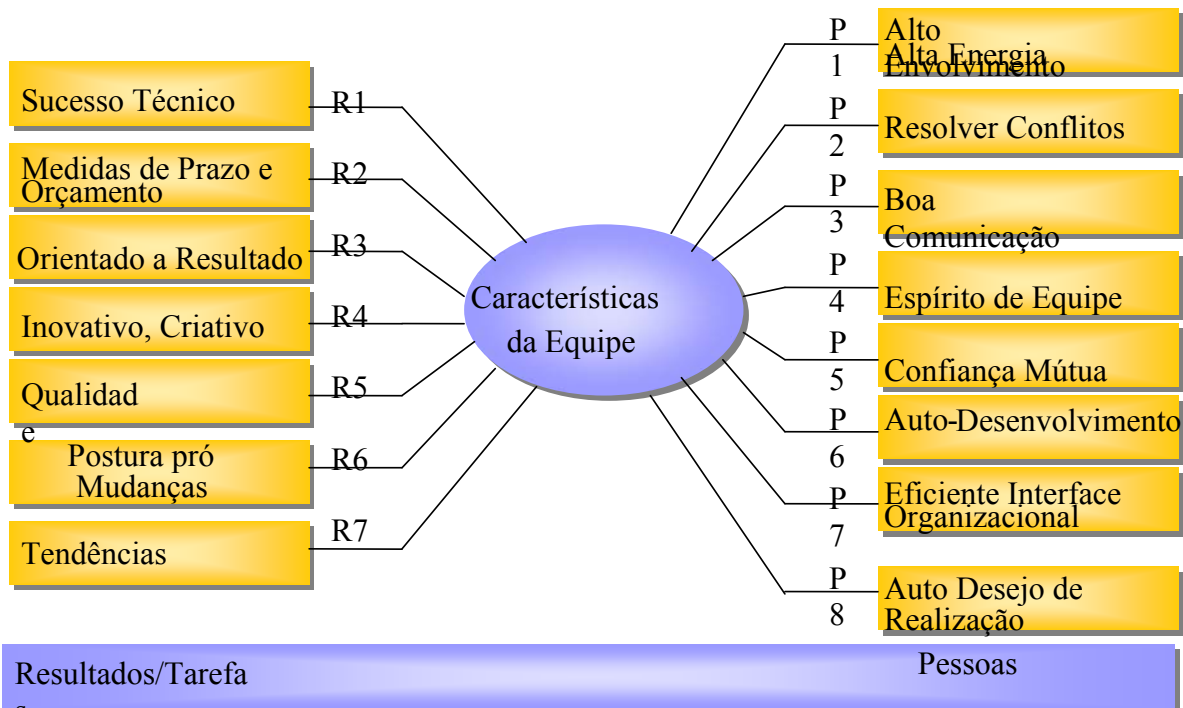 Sucesso Técnico
R1
Medidas de Prazo e
Orçamento
R2
Orientado a Resultado
R3
Inovativo, Criativo
R4
Qualidad
e
R5
Postura pró
Mudanças
R6
Tendências
R7
Características
da Equipe
P
1
Alto
Envolvimento
Alta Energia
P
2
Resolver Conflitos
P
3
Boa
Comunicação
P
4
Espírito de Equipe
P
5
Confiança Mútua
P
6
Auto-Desenvolvimento
P
7
Eficiente Interface
Organizacional
P
8
Auto Desejo de
Realização
Resultados/Tarefa
s
Pessoas